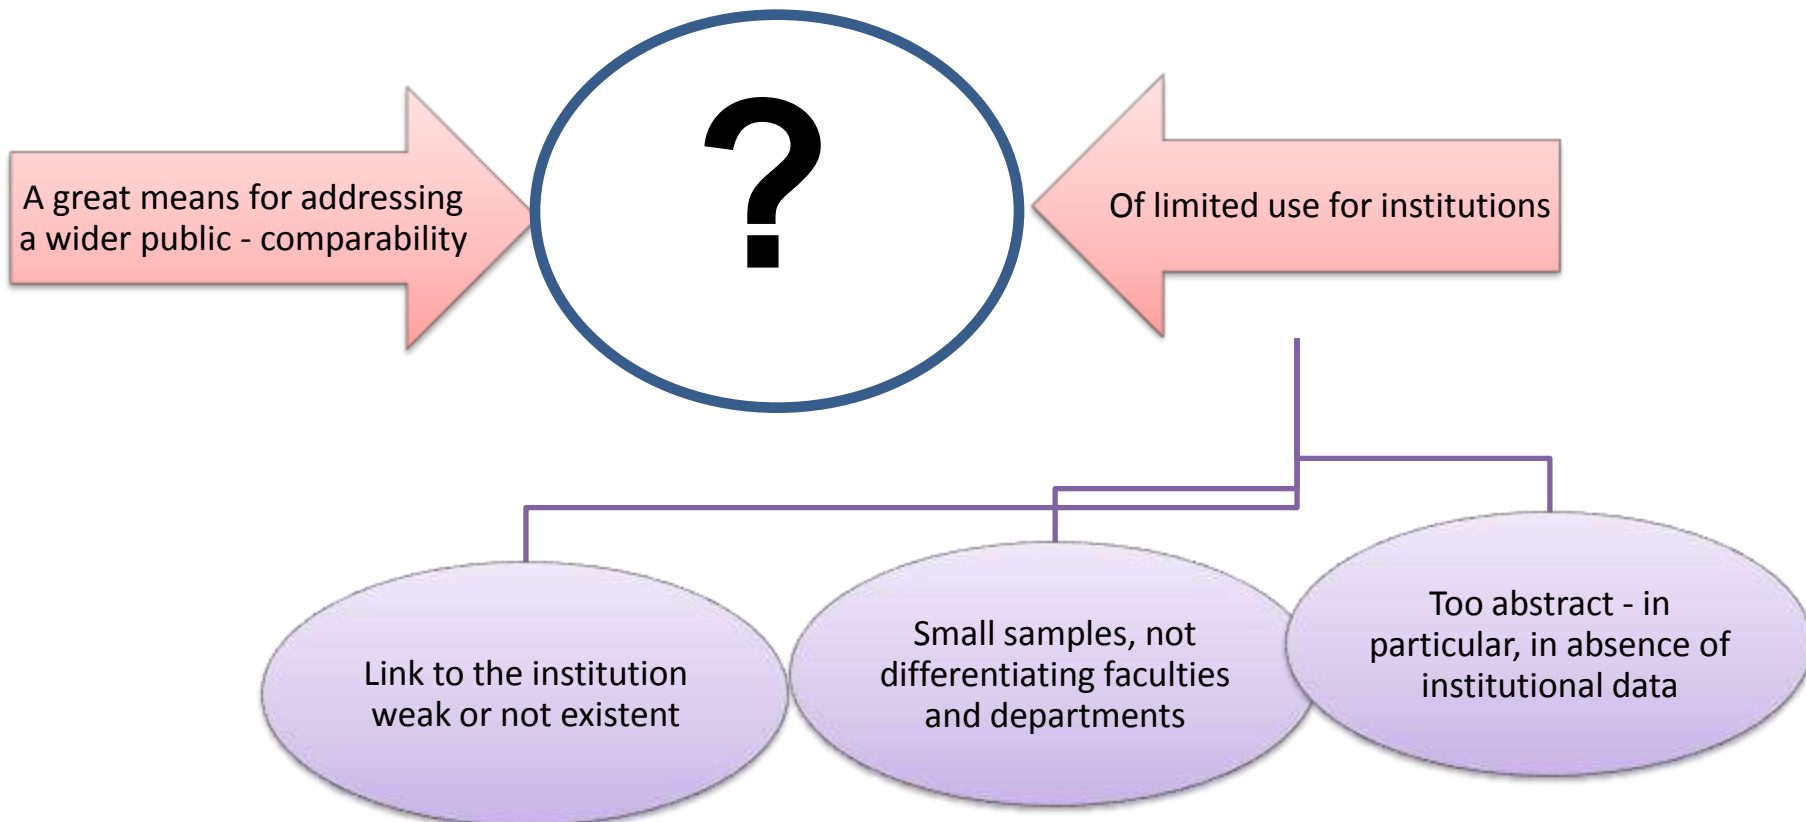 ?
A great means for addressing
a wider public - comparability
Of limited use for institutions
Link to the institution
weak or not existent
Small samples, not
differentiating faculties
and departments
Too abstract - in
particular, in absence of
institutional data